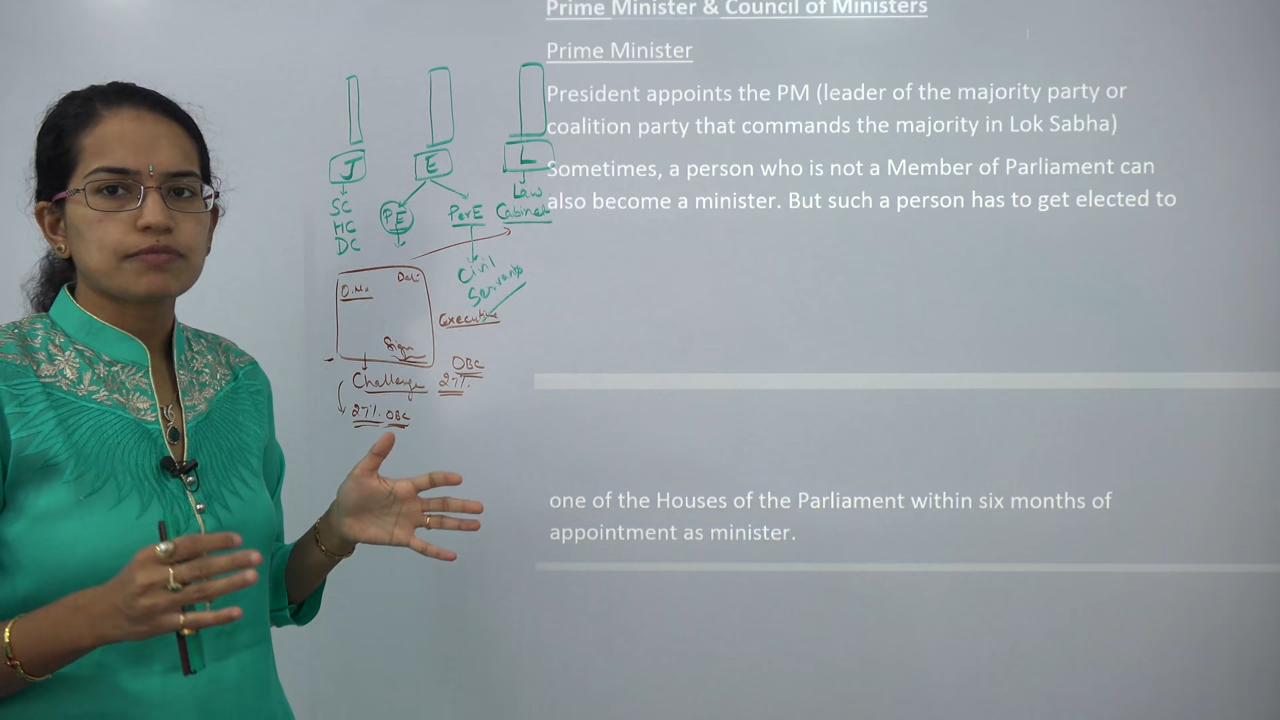 Prime Minister & Council of Ministers
Prime Minister
President appoints the PM (leader of the majority party or
coalition party that commands the majority in Lok Sabha)
Sometimes, a person who is not a Member of Parliament can
also become a minister. But such a person has to get elected to
one of the Houses of the Parliament within six months of
appointment as minister.
J
E
L
SC
HC
DC
PE
PerE
Law
Cabinet
Civil
Servants
O.M.
Executive
Sign
Challenge
OBC
27%.
27%. OBC